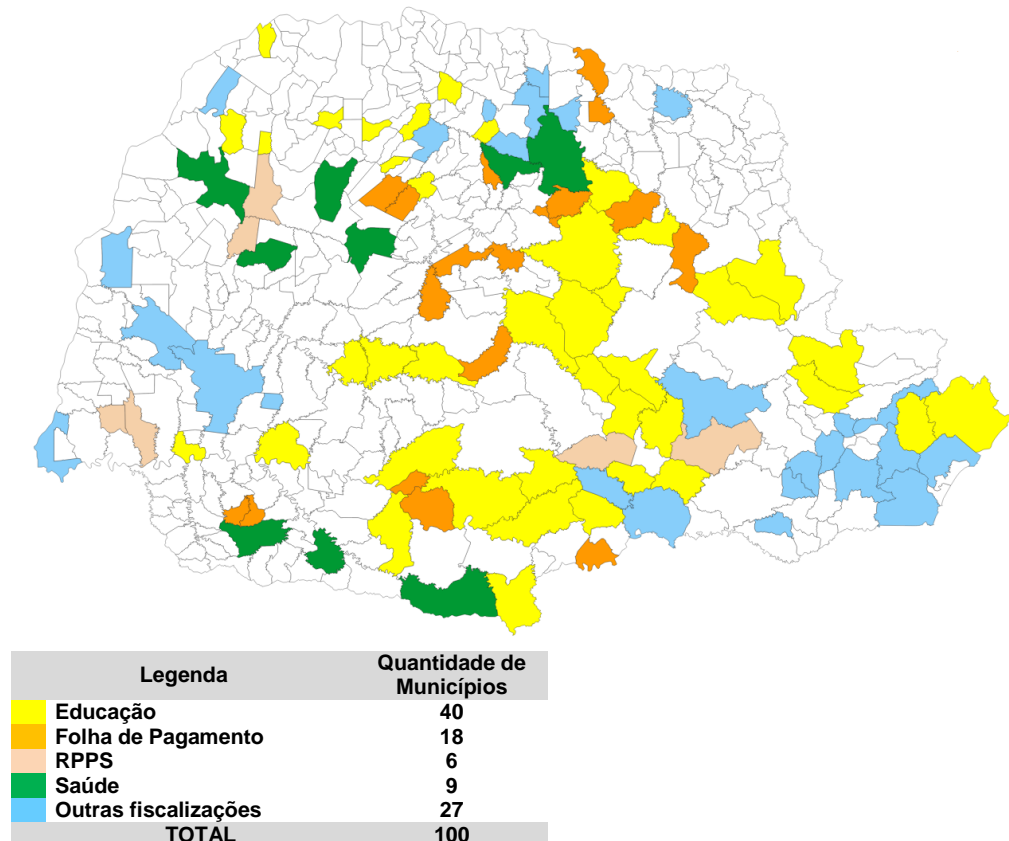 Legenda Quantidade de
Municípios
Educação 40
Folha de Pagamento 18
RPPS 6
Saúde 9
Outras fiscalizações 27
TOTAL 100